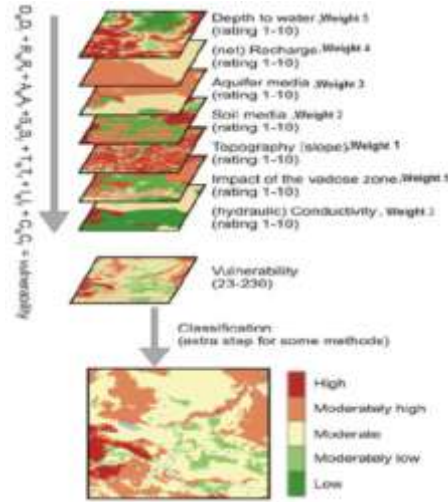 Depth to water, Weight 5
(rating 1-10)
(net) Recharge, Weight 4
(rating 1-10)
Aquifer media , Weight 3
(rating 1-10)
Soil media , Weight 2
(rating 1-10)
Topography (slope), Weight 1
(rating 1-10)
Impact of the vadose zone, Weight 5
(rating 1-10)
(hydraulic) Conductivity , Weight 3
(rating 1-10)
Vulnerability
(23-230)
Classification
(extra step for some methods)
High
Moderately high
Moderate
Moderately low
Low